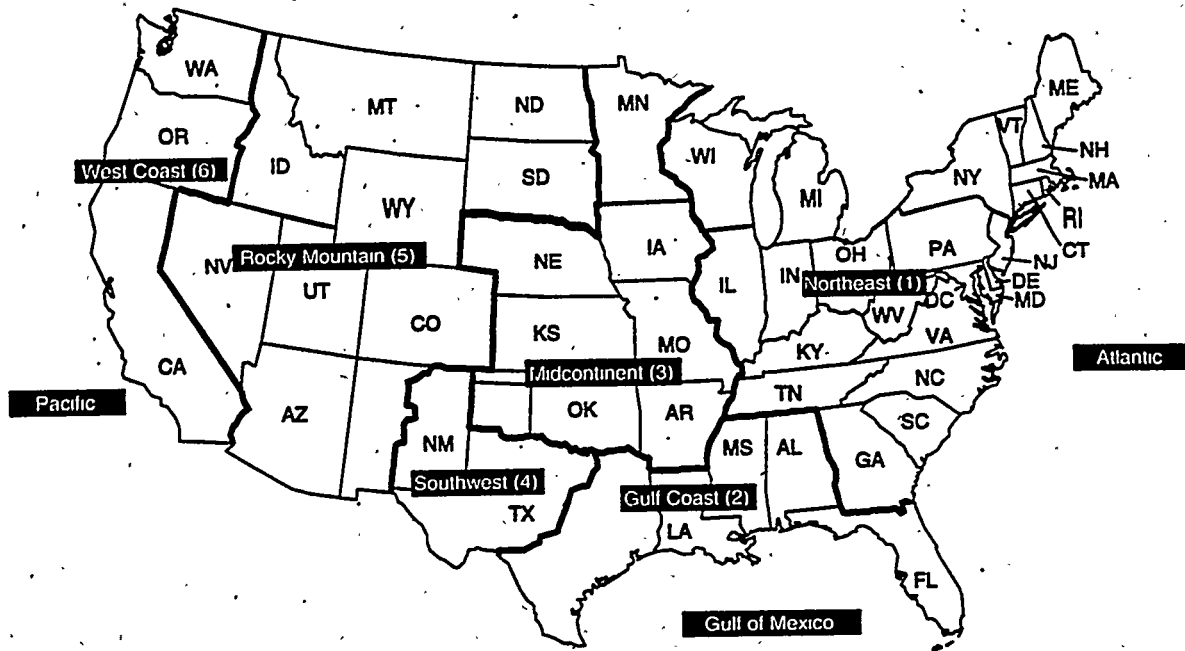 WA
MT
ND
MN
ME
VT
OR
WI
NH
West Coast (6)
ID
SD
NY
MA
MI
WY
RI
CT
PA
OH
IA
Rocky Mountain (5)
NE
NJ
NV
IN
IL
Northeast (1)
DE
UT
MD
DC
WV
CO
KS
VA
MO
KY
Atlantic
CA
Midcontinent (3)
NC
TN
Pacific
AZ
OK
AR
SC
NM
MS
AL
GA
Southwest (4)
Gulf Coast (2)
TX
LA
FL
Gulf of Mexico